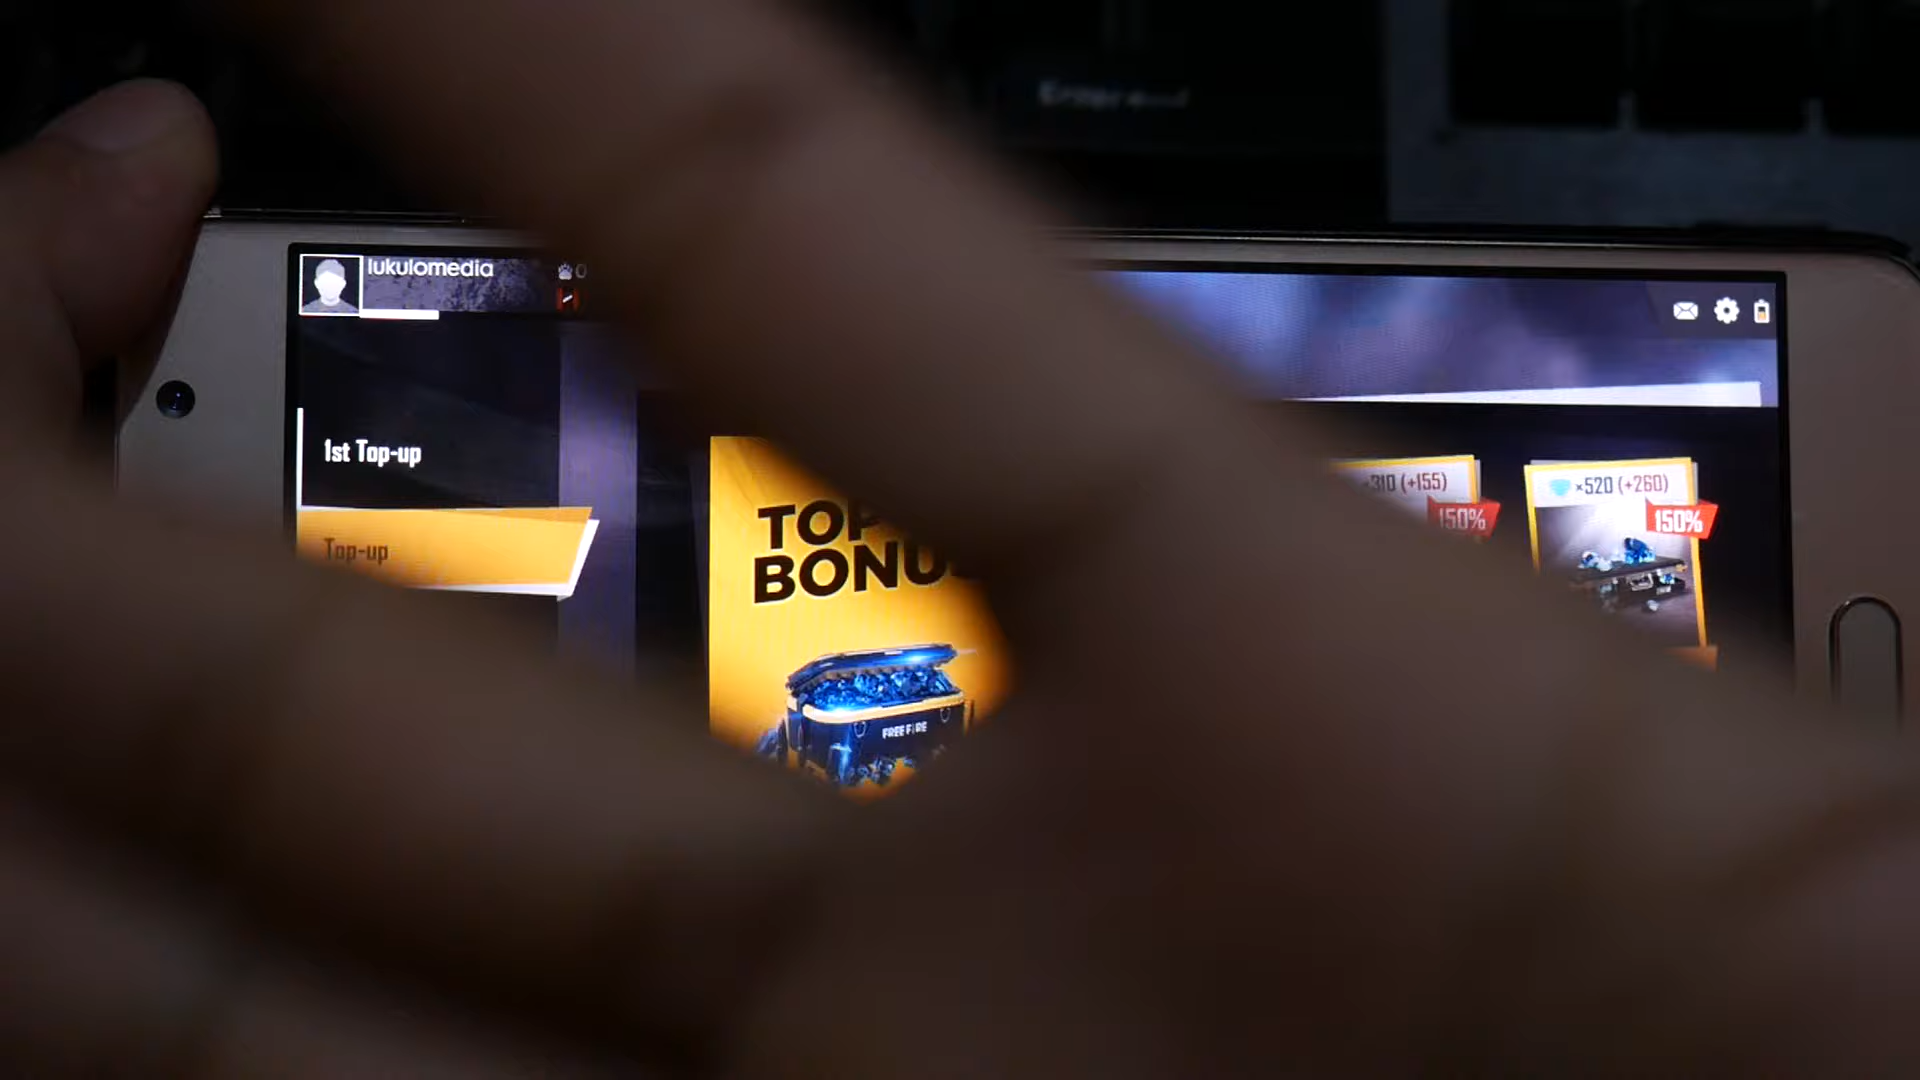 lukulomedia
1st Top-up
Top-up
TOP
BONU
FREE FIRE
310 (+155)
150%
×520 (+260)
150%